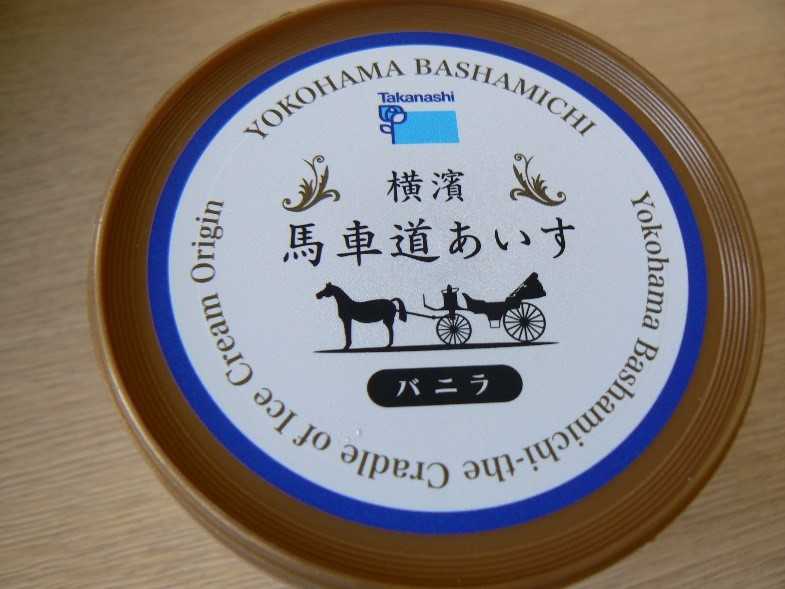 YOKOHAMA BASHAMICHI
Takanashi
横濱
馬車道あいす
バニラ
Yokohama Bashamichi-the Cradle of Ice Cream Origin